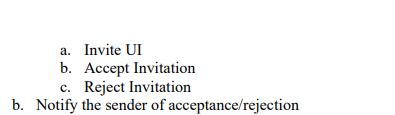 a. Invite UI
b. Accept Invitation
c. Reject Invitation
b. Notify the sender of acceptance/rejection